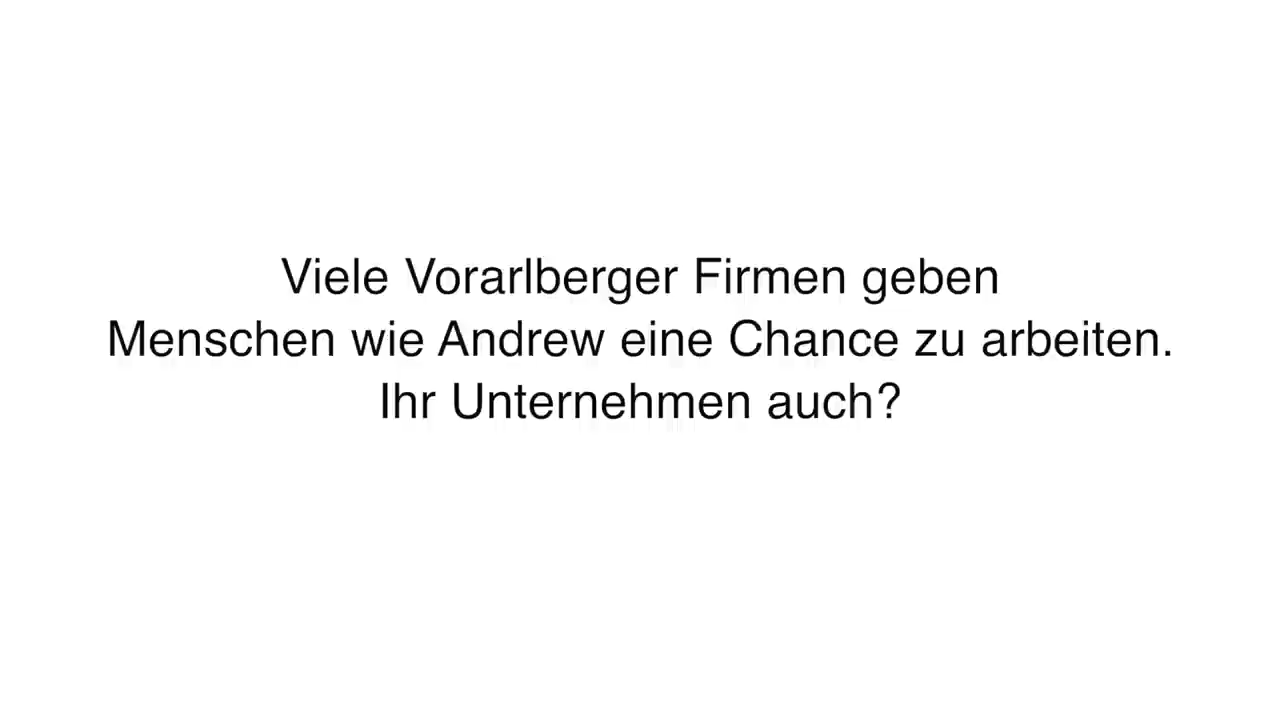 Viele Vorarlberger Firmen geben
Menschen wie Andrew eine Chance zu arbeiten.
Ihr Unternehmen auch?